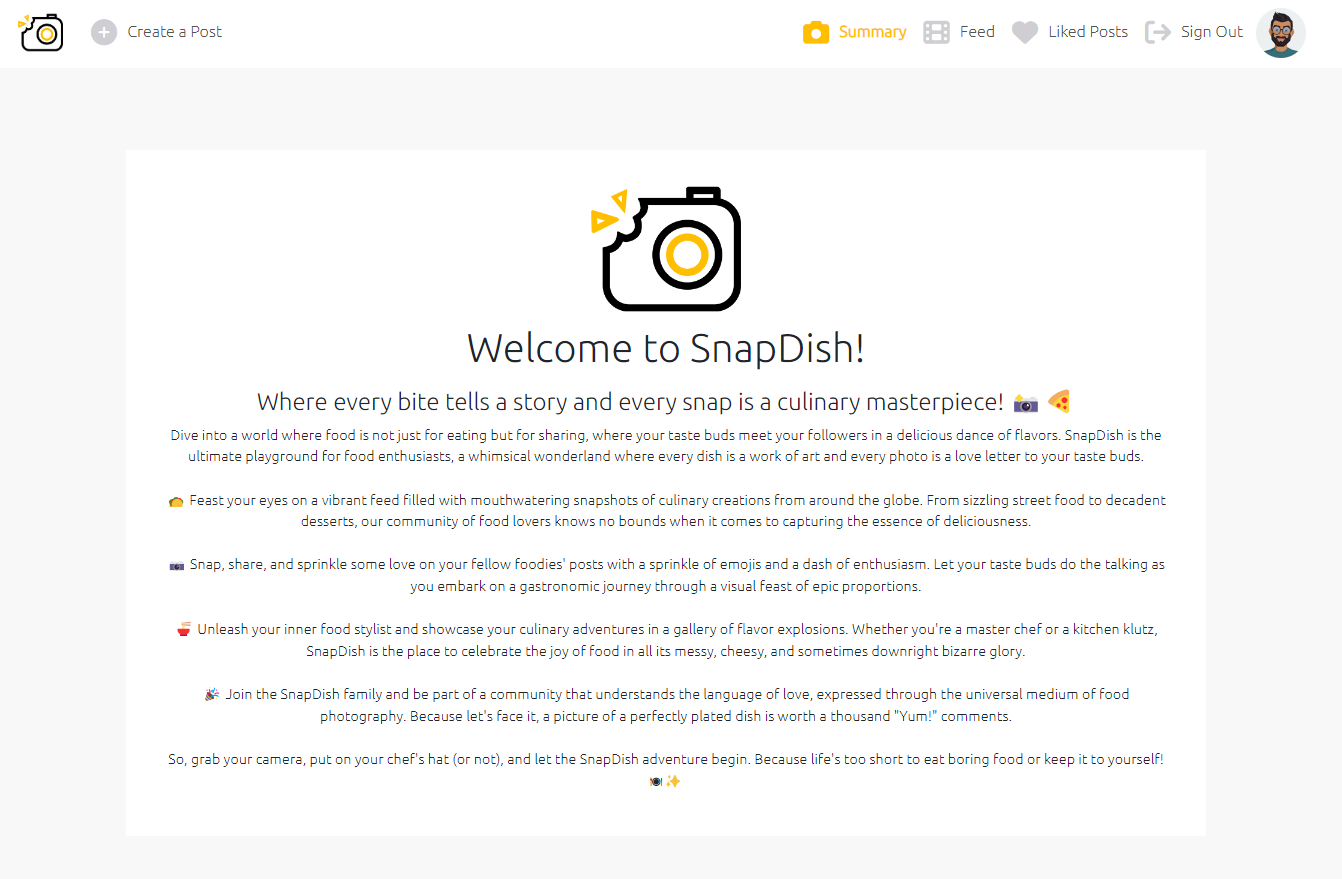 Create a Post
Summary
Feed
Liked Posts
Sign Out
Welcome to SnapDish!
Where every bite tells a story and every snap is a culinary masterpiece! 📸 🍕
Dive into a world where food is not just for eating but for sharing, where your taste buds meet your followers in a delicious dance of flavors. SnapDish is the
ultimate playground for food enthusiasts, a whimsical wonderland where every dish is a work of art and every photo is a love letter to your taste buds.
🌮 Feast your eyes on a vibrant feed filled with mouthwatering snapshots of culinary creations from around the globe. From sizzling street food to decadent
desserts, our community of food lovers knows no bounds when it comes to capturing the essence of deliciousness.
📷 Snap, share, and sprinkle some love on your fellow foodies' posts with a sprinkle of emojis and a dash of enthusiasm. Let your taste buds do the talking as
you embark on a gastronomic journey through a visual feast of epic proportions.
🍜 Unleash your inner food stylist and showcase your culinary adventures in a gallery of flavor explosions. Whether you're a master chef or a kitchen klutz,
SnapDish is the place to celebrate the joy of food in all its messy, cheesy, and sometimes downright bizarre glory.
🎉 Join the SnapDish family and be part of a community that understands the language of love, expressed through the universal medium of food
photography. Because let's face it, a picture of a perfectly plated dish is worth a thousand "Yum!" comments.
So, grab your camera, put on your chef's hat (or not), and let the SnapDish adventure begin. Because life's too short to eat boring food or keep it to yourself!
🍽️ ✨